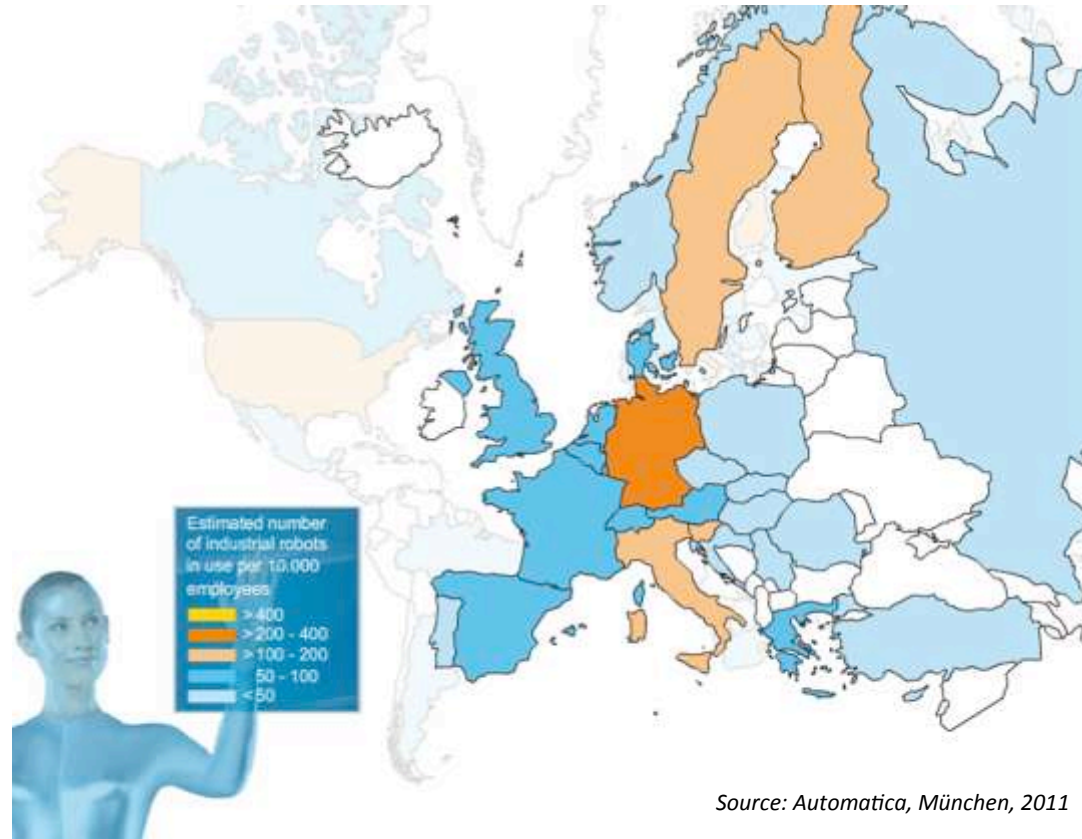 Estimated number
of industrial robots
in use per 10.000
employees
>400
>200 - 400
>100 - 200
50 - 100
<50
Source: Automatica, München, 2011